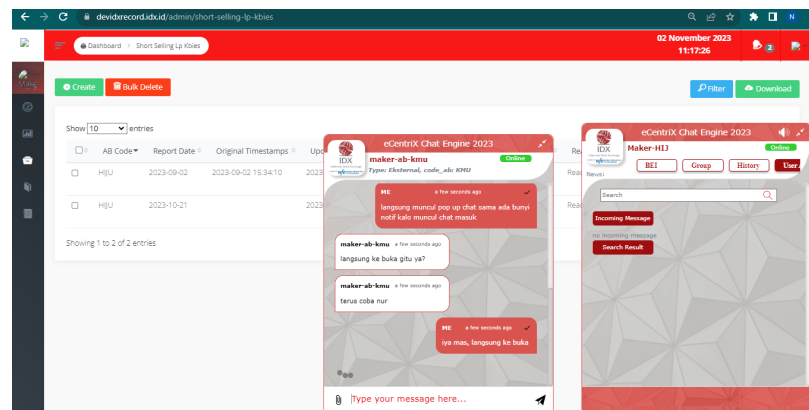 devidxrecord.idx.id/admin/short-selling-lp-kbies
N
Dashboard > Short Selling Lp Kbies
02 November 2023
11:17:26
2
Create
Bulk Delete
Filter
Download
Show 10 entries
AB Code
Report Date
Original Timestamps
HIJU
2023-09-02
2023-09-02 15:34:10
2023
HIJU
2023-10-21
2023
Showing 1 to 2 of 2 entries
eCentriX Chat Engine 2023
IDX
maker-ab-kmu
Online
Type: Eksternal, code_ab: KMU
ME a few seconds ago
langsung muncul pop up chat sama ada bunyi
notif kalo muncul chat masuk
maker-ab-kmu a few seconds ago
langsung ke buka gitu ya?
maker-ab-kmu a few seconds ago
terus coba nur
ME a few seconds ago
iya mas, langsung ke buka
Type your message here...
eCentriX Chat Engine 2023
IDX
Maker-HIJ
Online
BEI
Group
History
User
News:
Search
Incoming Message
no incoming message
Search Result